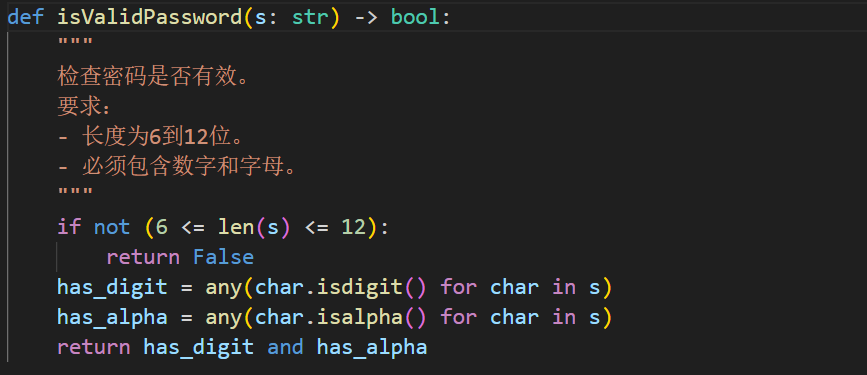 def isValidPassword(s: str) -> bool:
"""
检查密码是否有效。
要求：
- 长度为6到12位。
- 必须包含数字和字母。
"""
if not (6 <= len(s) <= 12):
return False
has_digit = any(char.isdigit() for char in s)
has_alpha = any(char.isalpha() for char in s)
return has_digit and has_alpha